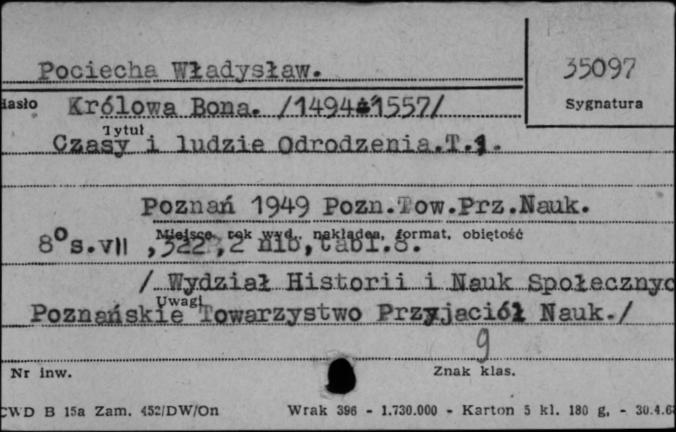 Pociecha Władysław.
35097
Sygnatura
Hasło Królowa Bona. /1494-1557/
Tytuł
Czasy i ludzie Odrodzenia.T.1.
Poznań 1949 Pozn.Tow.Prz.Nauk.
Miejsce, rok wyd., nakładca, format, objętość
8° s.VII ,322,2 nlb,tabl.8.
/ Wydział Historii i Nauk Społecznyc
Uwagi
Poznańskie Towarzystwo Przyjaciół Nauk./
9
Nr inw.
Znak klas.
CWD B 15a Zam. 452/DW/On Wrak 396 - 1.730.000 - Karton 5 kl. 180 g, - 30.4.6